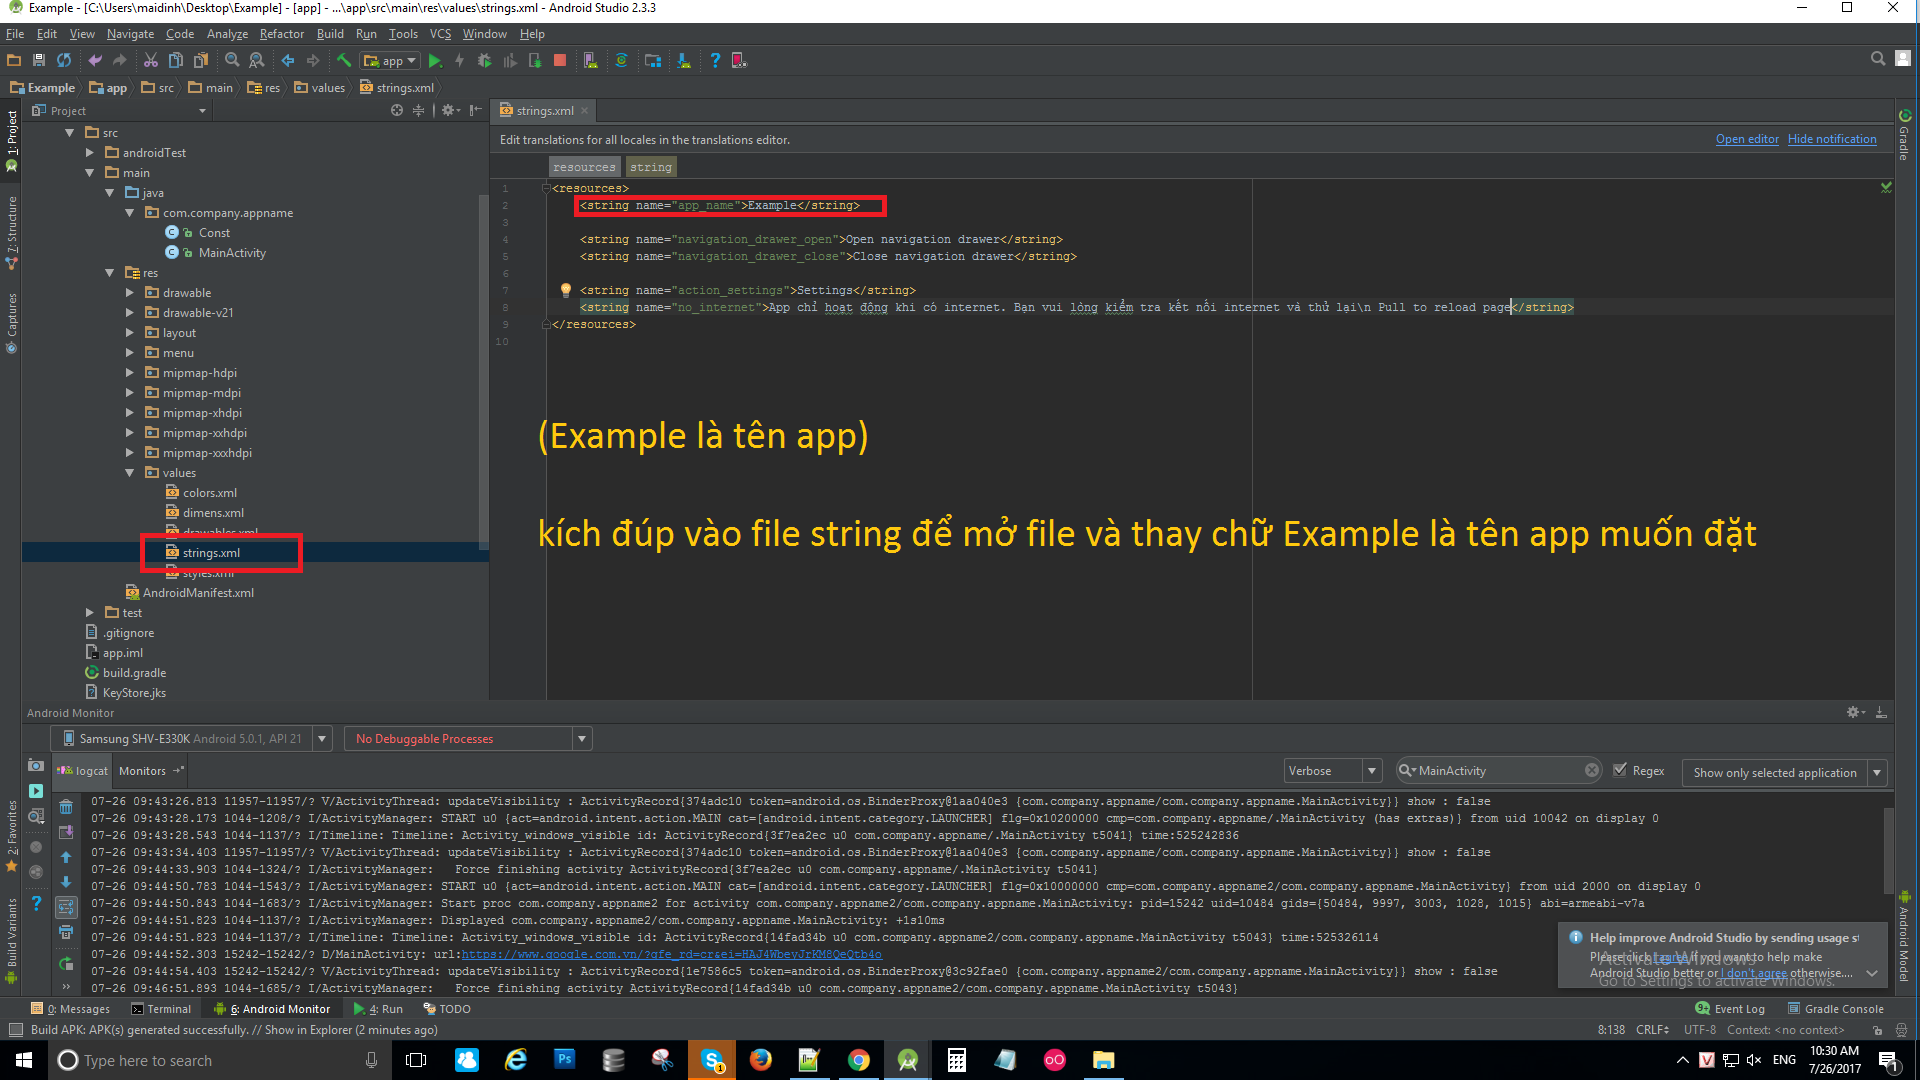 Example - [C:\Users\maidinh\Desktop\Example] - [app] - ...\app\src\main\res\values\strings.xml - Android Studio 2.3.3
File Edit View Navigate Code Analyze Refactor Build Run Tools VCS Window Help
app
Example app src main res values strings.xml
Project
strings.xml
1: Project
7: Structure
Captures
2: Favorites
Build Variants
Gradle
Android Model
src
androidTest
main
java
com.company.appname
Const
MainActivity
res
drawable
drawable-v21
layout
menu
mipmap-hdpi
mipmap-mdpi
mipmap-xhdpi
mipmap-xxhdpi
mipmap-xxxhdpi
values
colors.xml
dimens.xml
drawables.xml
strings.xml
styles.xml
AndroidManifest.xml
test
.gitignore
app.iml
build.gradle
KeyStore.jks
Edit translations for all locales in the translations editor. Open editor Hide notification
resources string
1 <resources>
2 <string name="app_name">Example</string>
3
4 <string name="navigation_drawer_open">Open navigation drawer</string>
5 <string name="navigation_drawer_close">Close navigation drawer</string>
6
7 <string name="action_settings">Settings</string>
8 <string name="no_internet">App chỉ hoạt động khi có internet. Bạn vui lòng kiểm tra kết nối internet và thử lại\n Pull to reload page</string>
9 </resources>
10
(Example là tên app)
kích đúp vào file string để mở file và thay chữ Example là tên app muốn đặt
Android Monitor
Samsung SHV-E330K Android 5.0.1, API 21 No Debuggable Processes
logcat Monitors Verbose MainActivity Regex Show only selected application
07-26 09:43:26.813 11957-11957/? V/ActivityThread: updateVisibility : ActivityRecord{374adc10 token=android.os.BinderProxy@1aa040e3 {com.company.appname/com.company.appname.MainActivity}} show : false
07-26 09:43:28.173 1044-1208/? I/ActivityManager: START u0 {act=android.intent.action.MAIN cat=[android.intent.category.LAUNCHER] flg=0x10200000 cmp=com.company.appname/.MainActivity (has extras)} from uid 10042 on display 0
07-26 09:43:28.543 1044-1137/? I/Timeline: Timeline: Activity_windows_visible id: ActivityRecord{3f7ea2ec u0 com.company.appname/.MainActivity t5041} time:525242836
07-26 09:43:34.403 11957-11957/? V/ActivityThread: updateVisibility : ActivityRecord{374adc10 token=android.os.BinderProxy@1aa040e3 {com.company.appname/com.company.appname.MainActivity}} show : false
07-26 09:44:33.903 1044-1324/? I/ActivityManager: Force finishing activity ActivityRecord{3f7ea2ec u0 com.company.appname/.MainActivity t5041}
07-26 09:44:50.783 1044-1543/? I/ActivityManager: START u0 {act=android.intent.action.MAIN cat=[android.intent.category.LAUNCHER] flg=0x10000000 cmp=com.company.appname2/com.company.appname.MainActivity} from uid 2000 on display 0
07-26 09:44:50.843 1044-1683/? I/ActivityManager: Start proc com.company.appname2 for activity com.company.appname2/com.company.appname.MainActivity: pid=15242 uid=10484 gids={50484, 9997, 3003, 1028, 1015} abi=armeabi-v7a
07-26 09:44:51.823 1044-1137/? I/ActivityManager: Displayed com.company.appname2/com.company.appname.MainActivity: +1s10ms
07-26 09:44:51.823 1044-1137/? I/Timeline: Timeline: Activity_windows_visible id: ActivityRecord{14fad34b u0 com.company.appname2/com.company.appname.MainActivity t5043} time:525326114
07-26 09:44:52.303 15242-15242/? D/MainActivity: url:https://www.google.com.vn/?gfe_rd=cr&ei=HAJ4WbeyJrKM8QeQtb4o
07-26 09:44:54.403 15242-15242/? V/ActivityThread: updateVisibility : ActivityRecord{1e7586c5 token=android.os.BinderProxy@3c92fae0 {com.company.appname2/com.company.appname.MainActivity}} show : false
07-26 09:46:51.893 1044-1685/? I/ActivityManager: Force finishing activity ActivityRecord{14fad34b u0 com.company.appname2/com.company.appname.MainActivity t5043}
Help improve Android Studio by sending usage st
Please click I agree if you want to help make
Android Studio better or I don't agree otherwise....
Activate Windows
Go to Settings to activate Windows.
0: Messages Terminal 6: Android Monitor 4: Run TODO 9+ Event Log Gradle Console
Build APK: APK(s) generated successfully. // Show in Explorer (2 minutes ago) 8:138 CRLF UTF-8 Context: <no context>
Type here to search
ENG
10:30 AM
7/26/2017